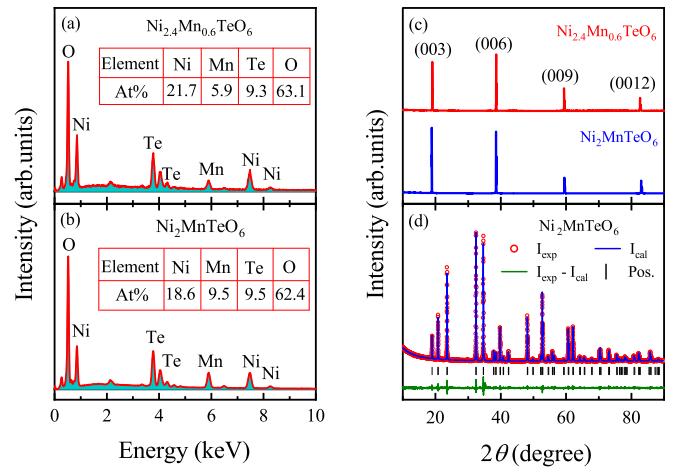 (a)
Ni2.4Mn0.6TeO6
O
Element Ni Mn Te O
At% 21.7 5.9 9.3 63.1
Ni
Te
Te
Mn
Ni
Ni
(b)
Ni2MnTeO6
O
Element Ni Mn Te O
At% 18.6 9.5 9.5 62.4
Ni
Te
Te
Mn
Ni
Ni
0 2 4 6 8 10
Energy (keV)
Intensity (arb.units)
(c)
Ni2.4Mn0.6TeO6
(003)
(006)
(009)
(0012)
Ni2MnTeO6
(d)
Ni2MnTeO6
Iexp
Ical
Iexp - Ical
Pos.
20 40 60 80
2θ (degree)
Intensity (arb.units)